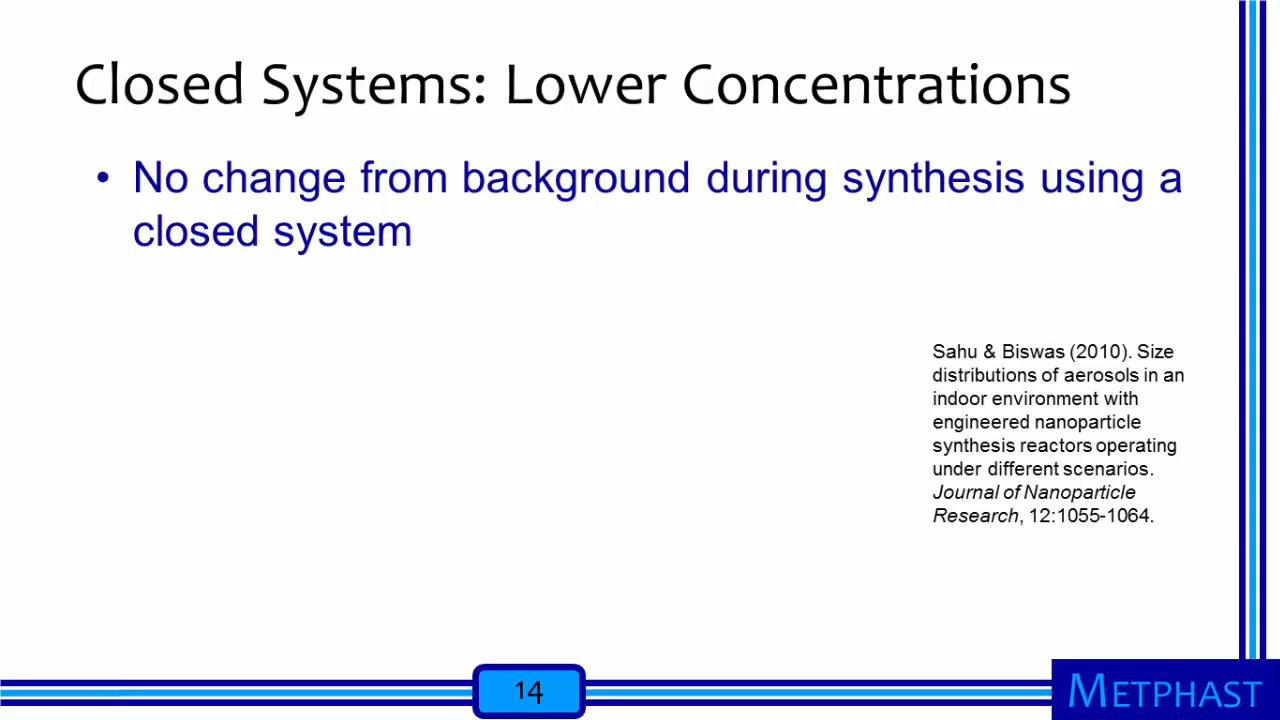 Closed Systems: Lower Concentrations
• No change from background during synthesis using a
closed system
Sahu & Biswas (2010). Size
distributions of aerosols in an
indoor environment with
engineered nanoparticle
synthesis reactors operating
under different scenarios.
Journal of Nanoparticle
Research, 12:1055-1064.
14
METPHAST